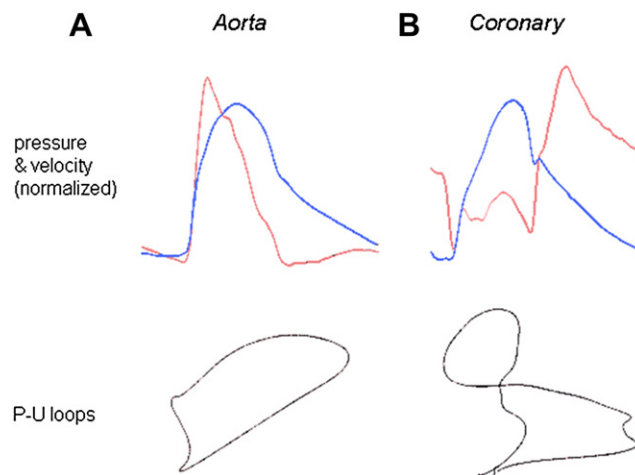 A Aorta B Coronary
pressure
& velocity
(normalized)
P-U loops